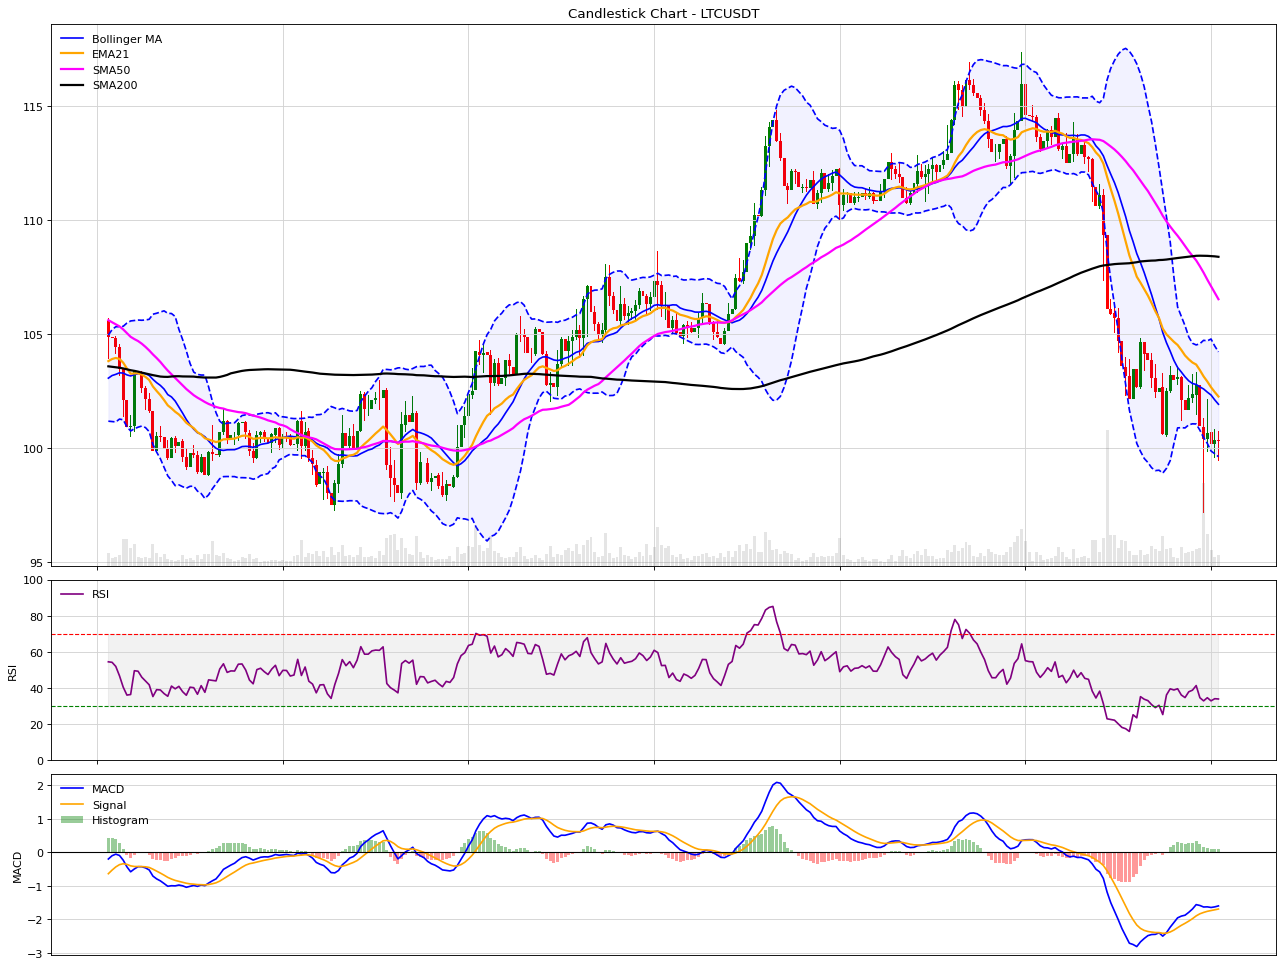 Candlestick Chart - LTCUSDT
Bollinger MA
EMA21
SMA50
SMA200
115
110
105
100
95
100
80
60
40
20
0
RSI
RSI
2
1
0
−1
−2
−3
MACD
MACD
Signal
Histogram